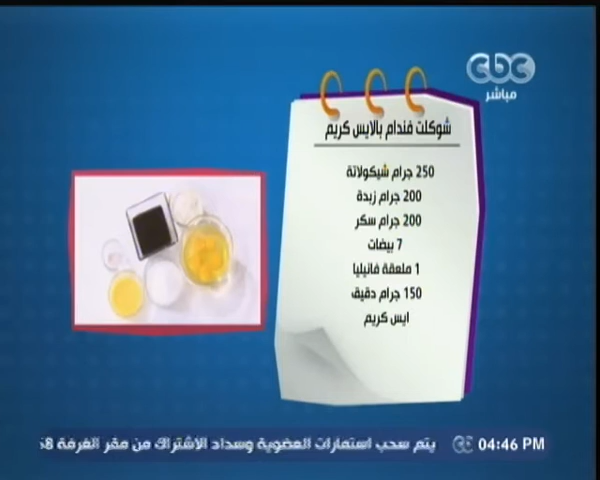 cbc
مباشر
شوكلت فندام بالايس كريم
250 جرام شيكولاتة
200 جرام زبدة
200 جرام سكر
7 بيضات
1 ملعقة فانيليا
150 جرام دقيق
ايس كريم
04:46 PM
يتم سحب استمارات العضوية وسداد الاشتراك من مقر الغرفة